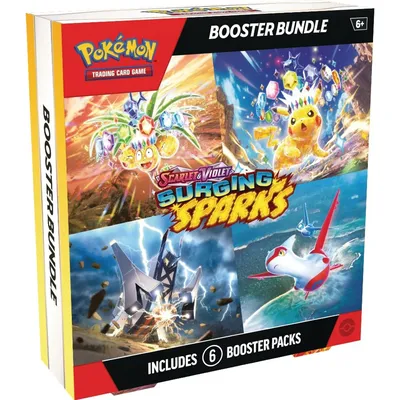 BOOSTER BUNDLE
6+
POKÉMON
TRADING CARD GAME
BOOSTER BUNDLE
SCARLET & VIOLET
SURGING
SPARKS
INCLUDES 6 BOOSTER PACKS